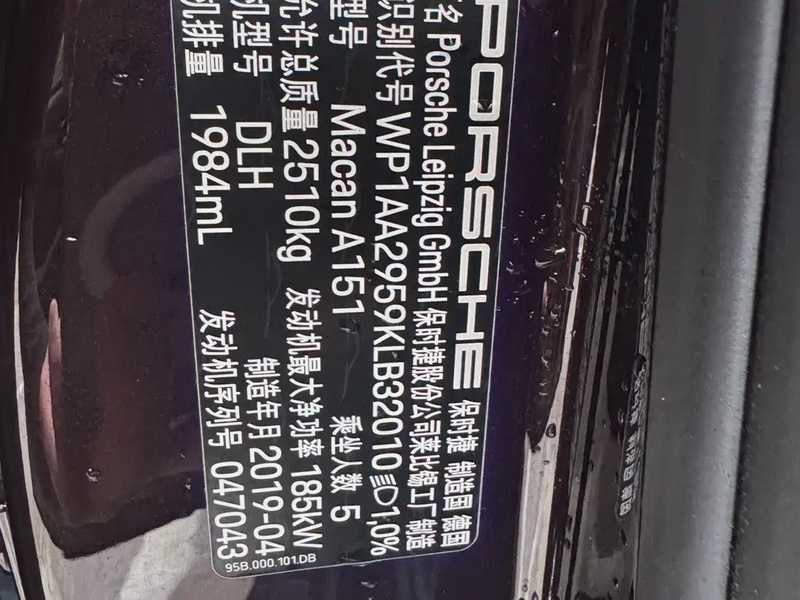 PORSCHE 保时捷 制造国 德国
名 Porsche Leipzig GmbH 保时捷股份公司莱比锡工厂制造
识别代号 WP1AA2959KLB32010 1,0%
型号 Macan A151 乘坐人数 5
允许总质量 2510kg 发动机最大净功率 185kW
机型号 DLH 制造年月 2019-04
机排量 1984mL 发动机序列号 047043
95B.000.101.DB